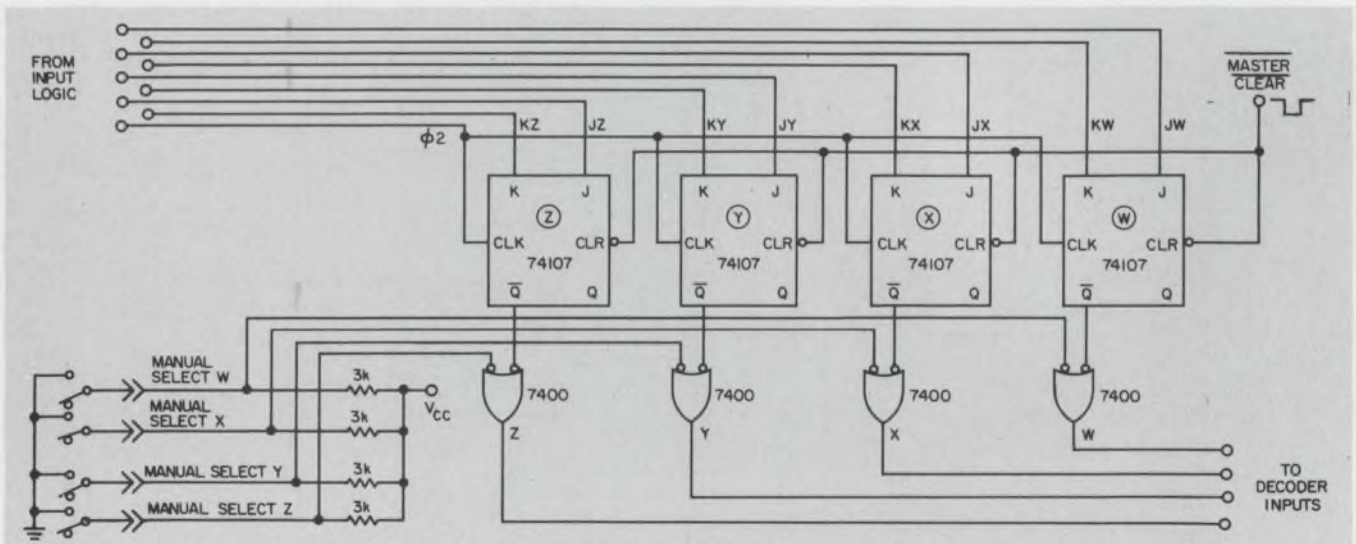 FROM
INPUT
LOGIC
MASTER
CLEAR
φ2
KZ JZ KY JY KX JX KW JW
K J K J K J K J
Z Y X W
CLK CLR CLK CLR CLK CLR CLK CLR
74107 74107 74107 74107
Q Q Q Q Q Q Q Q
MANUAL
SELECT W
3k
7400 7400 7400 7400
VCC
MANUAL
SELECT X
3k
Z Y X W
MANUAL SELECT Y
3k
MANUAL SELECT Z
3k
TO
DECODER
INPUTS